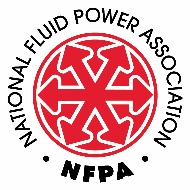 NATIONAL FLUID POWER ASSOCIATION
• NFPA •